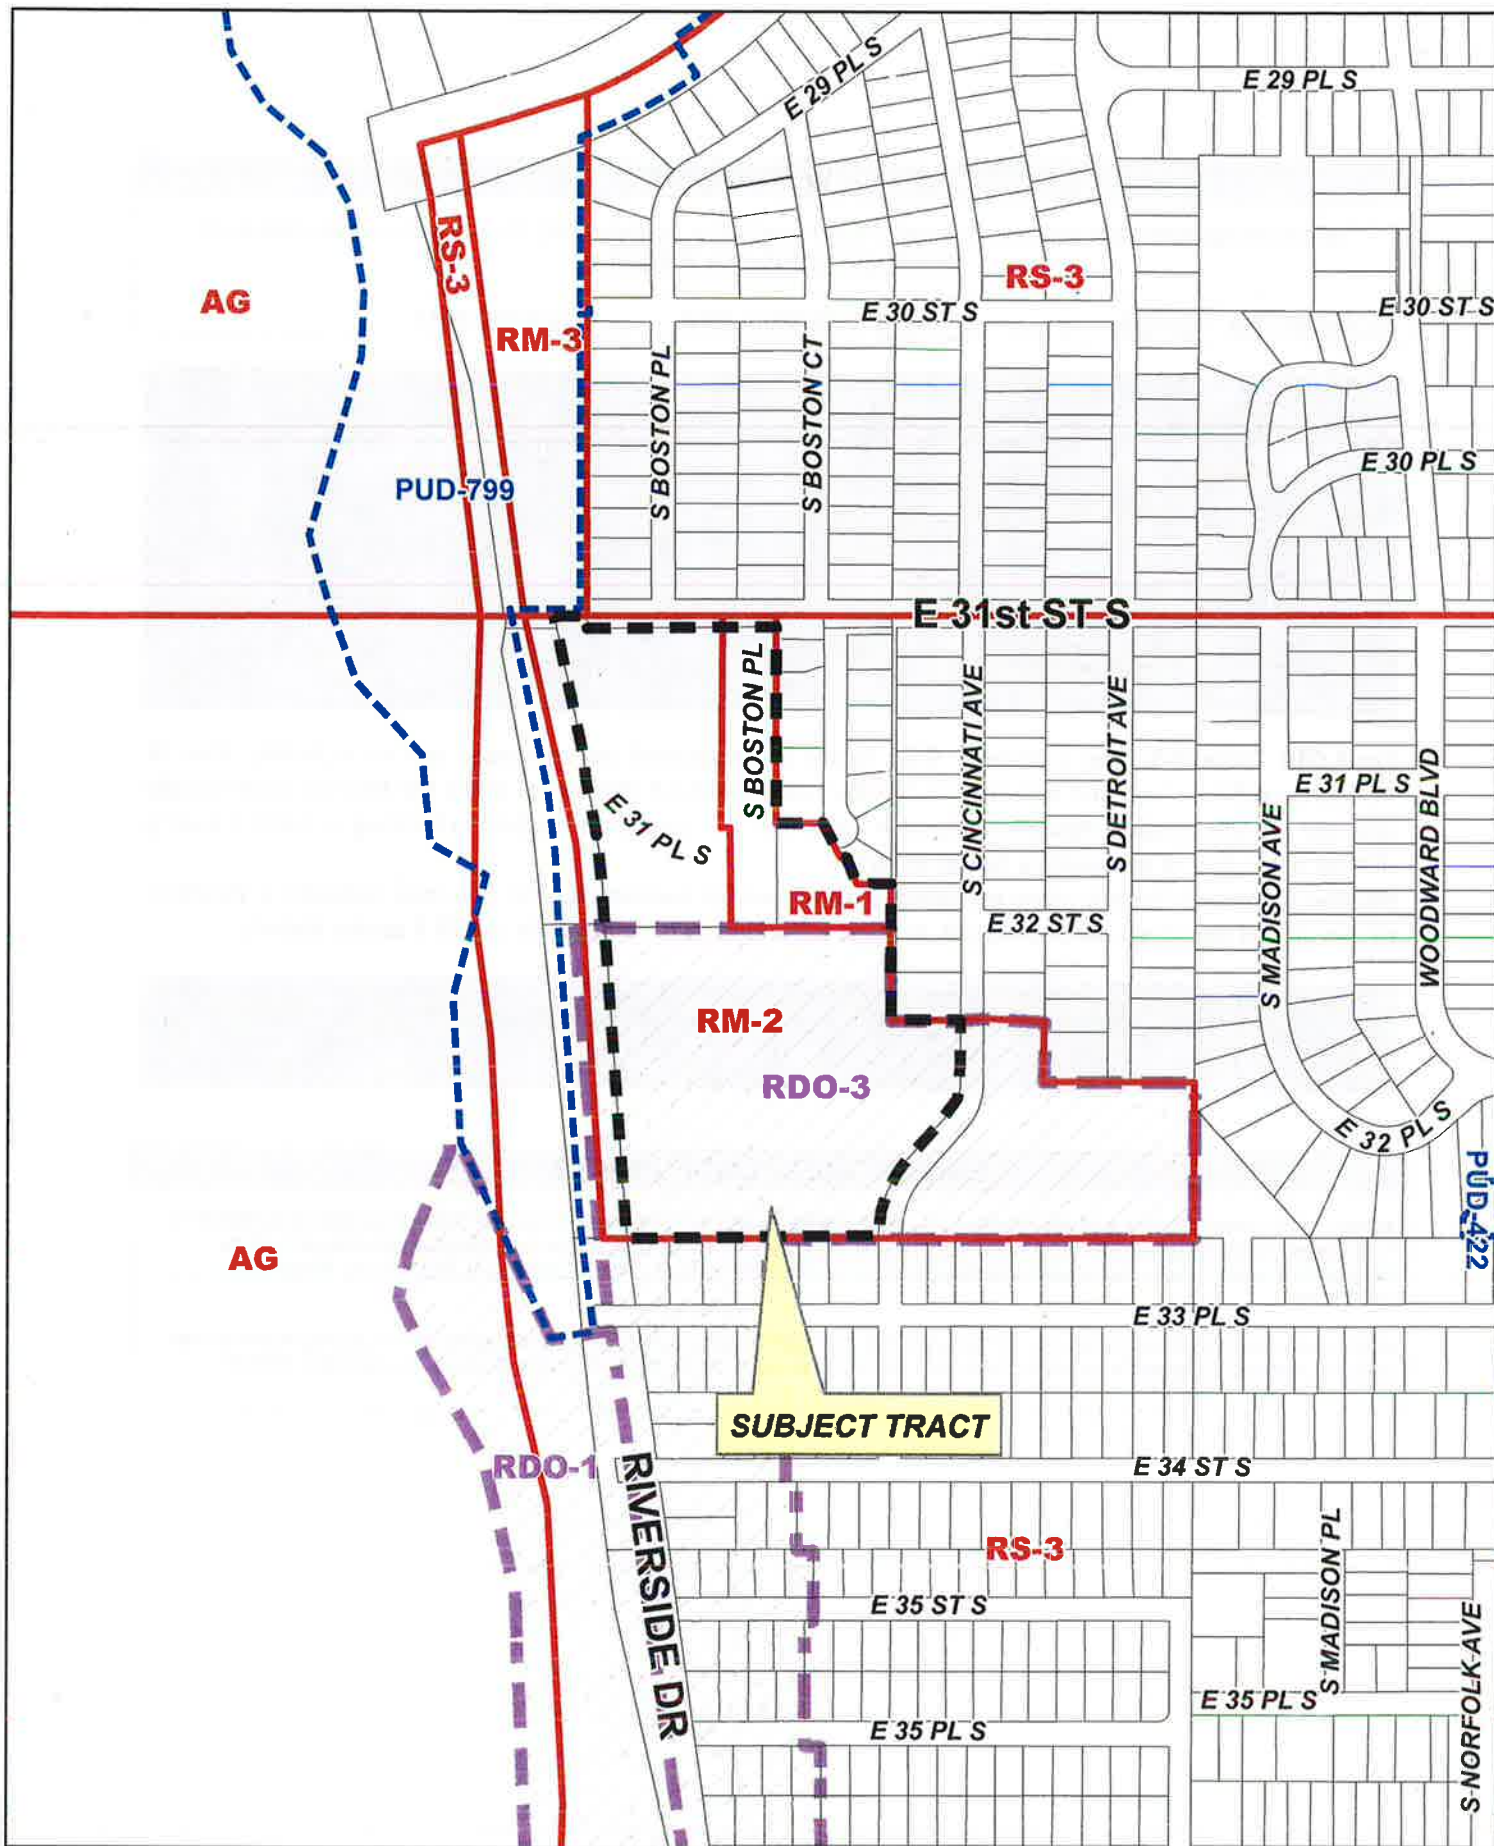 E 29 PL S
E 29 PL S
RS-3
AG
RS-3
RM-3
E 30 ST S
E 30 ST S
S BOSTON PL
S BOSTON CT
E 30 PL S
PUD-799
E 31st ST S
S BOSTON PL
S CINCINNATI AVE
S DETROIT AVE
E 31 PL S
WOODWARD BLVD
S MADISON AVE
E 31 PL S
RM-1
E 32 ST S
RM-2
RDO-3
E 32 PL S
PUD-422
AG
E 33 PL S
SUBJECT TRACT
RDO-1
E 34 ST S
RIVERSIDE DR
RS-3
S MADISON PL
E 35 ST S
S NORFOLK AVE
E 35 PL S
E 35 PL S